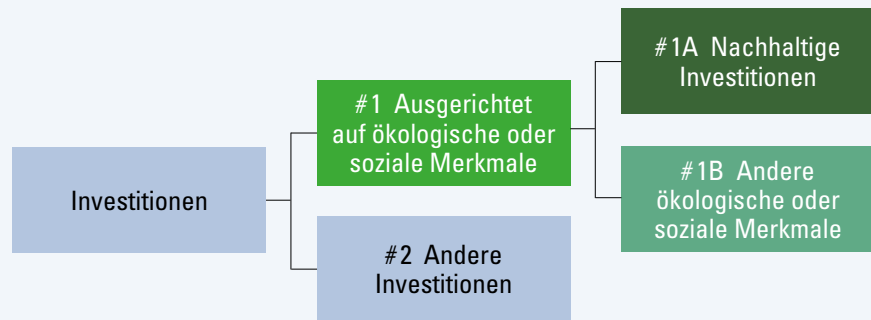 Investitionen
#1 Ausgerichtet
auf ökologische oder
soziale Merkmale
#2 Andere
Investitionen
#1A Nachhaltige
Investitionen
#1B Andere
ökologische oder
soziale Merkmale